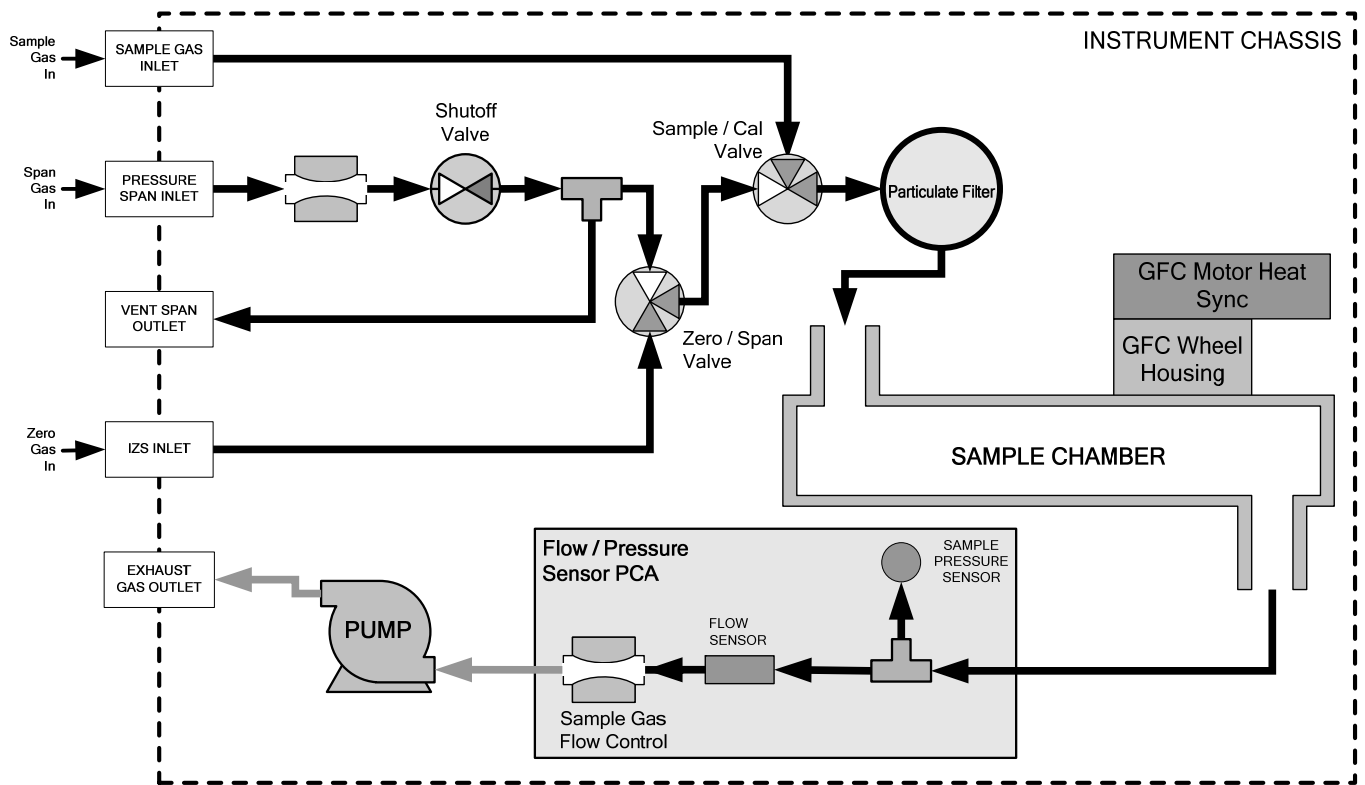 INSTRUMENT CHASSIS
Sample
Gas
In
SAMPLE GAS
INLET
Shutoff
Valve
Sample / Cal
Valve
Span
Gas
In
PRESSURE
SPAN INLET
Particulate Filter
VENT SPAN
OUTLET
Zero / Span
Valve
GFC Motor Heat
Sync
GFC Wheel
Housing
Zero
Gas
In
IZS INLET
SAMPLE CHAMBER
EXHAUST
GAS OUTLET
PUMP
Flow / Pressure
Sensor PCA
SAMPLE
PRESSURE
SENSOR
FLOW
SENSOR
Sample Gas
Flow Control